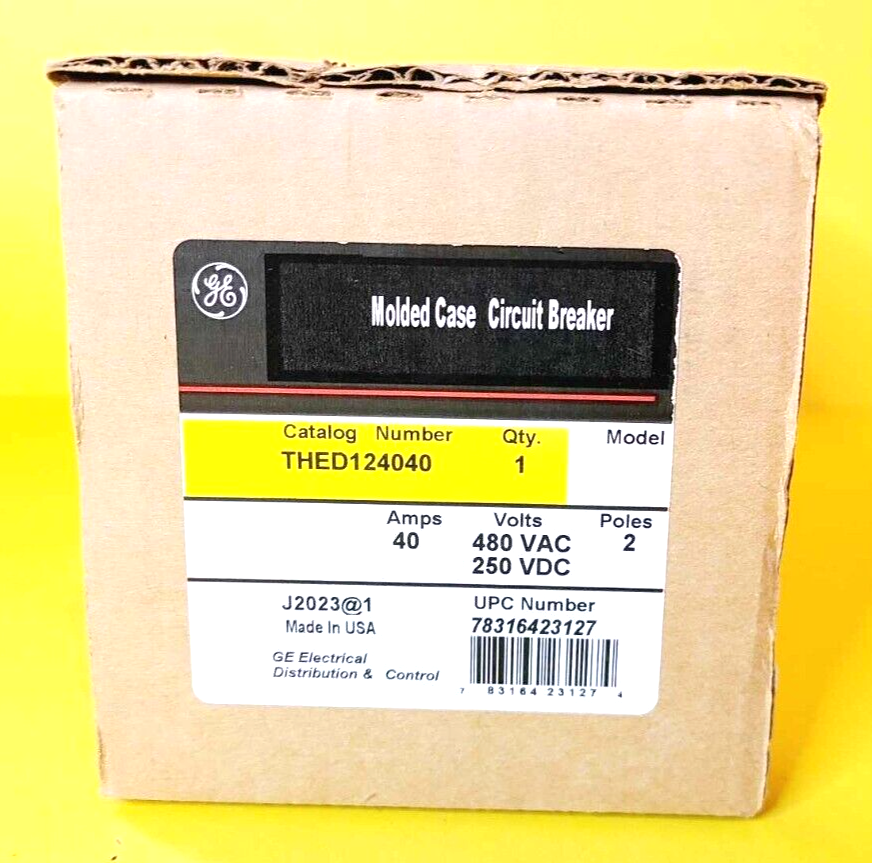 GE
Molded Case Circuit Breaker
Catalog Number Qty. Model
THED124040 1
Amps Volts Poles
40 480 VAC 2
250 VDC
J2023@1 UPC Number
Made In USA 78316423127
GE Electrical
Distribution & Control
7 83164 23127 4